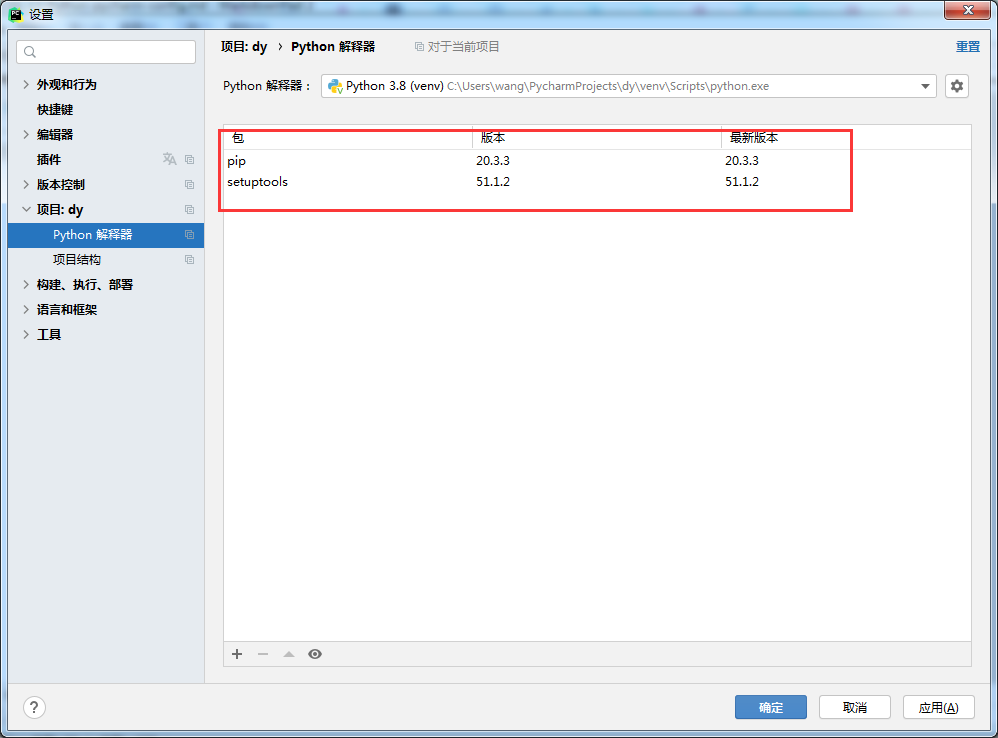 设置
项目: dy › Python 解释器 对于当前项目 重置
Python 解释器： Python 3.8 (venv) C:\Users\wang\PycharmProjects\dy\venv\Scripts\python.exe
外观和行为
快捷键
编辑器
插件
版本控制
项目: dy
Python 解释器
项目结构
构建、执行、部署
语言和框架
工具
包 版本 最新版本
pip 20.3.3 20.3.3
setuptools 51.1.2 51.1.2
? 确定 取消 应用(A)